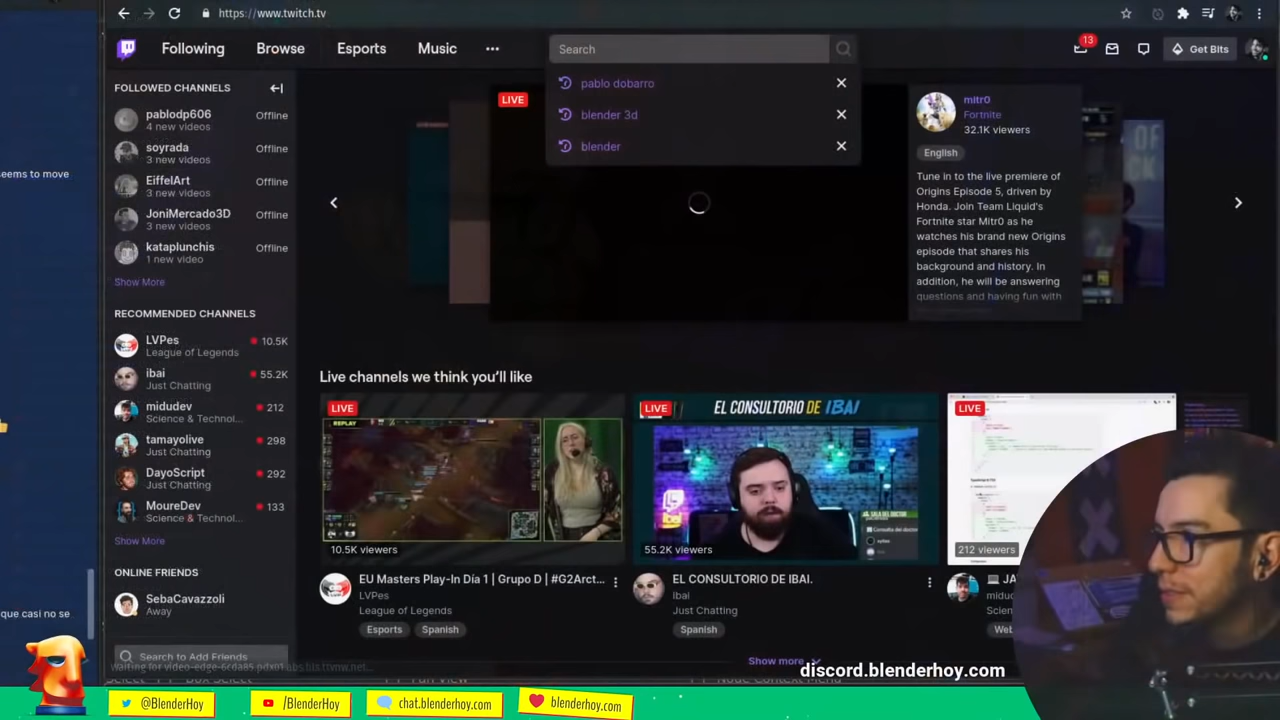 https://www.twitch.tv
Following
Browse
Esports
Music
Search
13
Get Bits
pablo dobarro
blender 3d
blender
FOLLOWED CHANNELS
pablodp606
4 new videos
Offline
soyrada
3 new videos
Offline
EiffelArt
3 new videos
Offline
JoniMercado3D
3 new videos
Offline
kataplunchis
1 new video
Offline
Show More
RECOMMENDED CHANNELS
LVPes
League of Legends
10.5K
ibai
Just Chatting
55.2K
midudev
Science & Technol...
212
tamayolive
Just Chatting
298
DayoScript
Just Chatting
292
MoureDev
Science & Technol...
133
Show More
ONLINE FRIENDS
SebaCavazzoli
Away
Search to Add Friends
LIVE
mitr0
Fortnite
32.1K viewers
English
Tune in to the live premiere of
Origins Episode 5, driven by
Honda. Join Team Liquid's
Fortnite star Mitr0 as he
watches his brand new Origins
episode that shares his
background and history. In
addition, he will be answering
questions and having fun with
Live channels we think you'll like
LIVE
REPLAY
10.5K viewers
EU Masters Play-In Día 1 | Grupo D | #G2Arct...
LVPes
League of Legends
Esports
Spanish
LIVE
EL CONSULTORIO DE IBAI
55.2K viewers
EL CONSULTORIO DE IBAI.
Ibai
Just Chatting
Spanish
LIVE
212 viewers
Show more
eems to move
que casi no se
discord.blenderhoy.com
@BlenderHoy
/BlenderHoy
chat.blenderhoy.com
blenderhoy.com